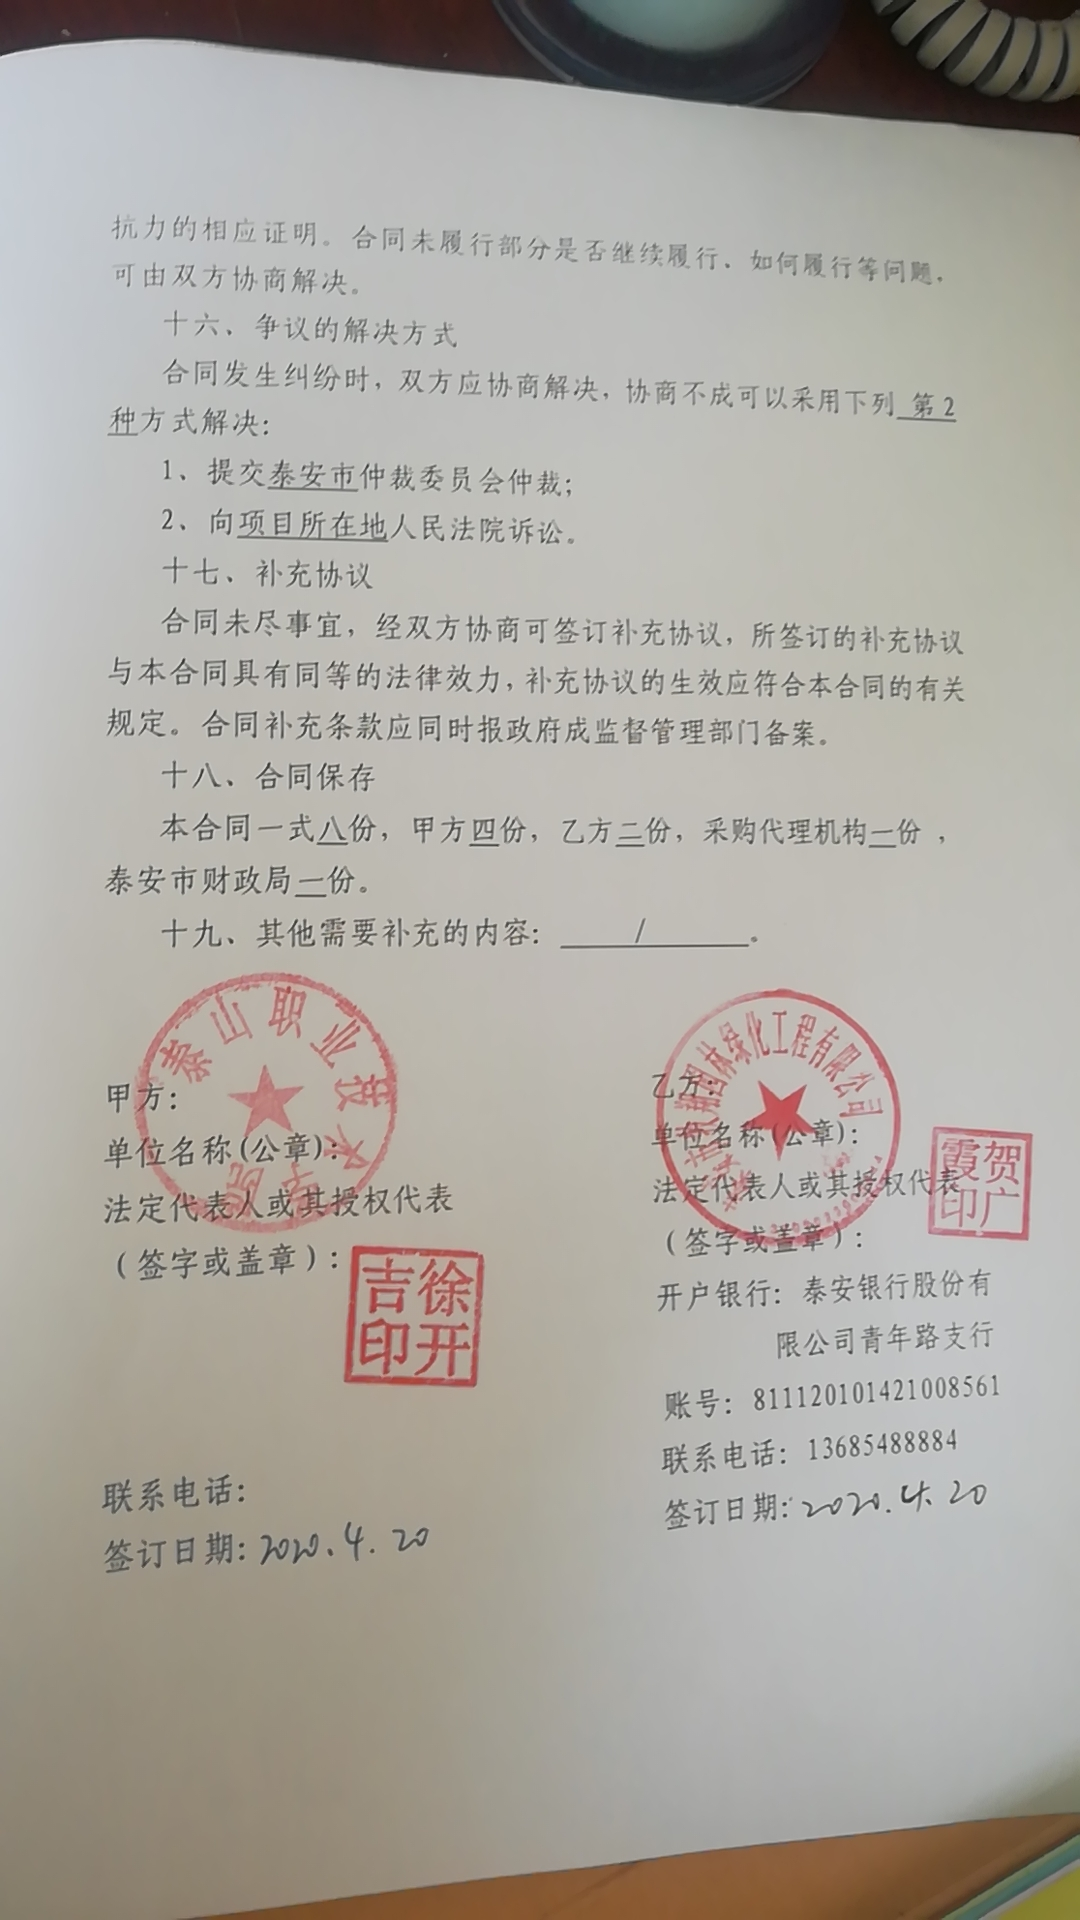 抗力的相应证明。合同未履行部分是否继续履行、如何履行等问题，
可由双方协商解决。
十六、争议的解决方式
合同发生纠纷时，双方应协商解决，协商不成可以采用下列 第2
种方式解决：
1、提交泰安市仲裁委员会仲裁；
2、向项目所在地人民法院诉讼。
十七、补充协议
合同未尽事宜，经双方协商可签订补充协议，所签订的补充协议
与本合同具有同等的法律效力，补充协议的生效应符合本合同的有关
规定。合同补充条款应同时报政府成监督管理部门备案。
十八、合同保存
本合同一式八份，甲方四份，乙方二份，采购代理机构一份，
泰安市财政局一份。
十九、其他需要补充的内容： / 。
泰山职业技术学院
甲方：
单位名称(公章)：
法定代表人或其授权代表
（签字或盖章）：
徐开吉印
联系电话：
签订日期：2020.4.20
园林绿化工程有限公司
乙方：
单位名称(公章)：
法定代表人或其授权代表
（签字或盖章）：
贺广霞印
开户银行：泰安银行股份有
限公司青年路支行
账号：811120101421008561
联系电话：13685488884
签订日期：2020.4.20